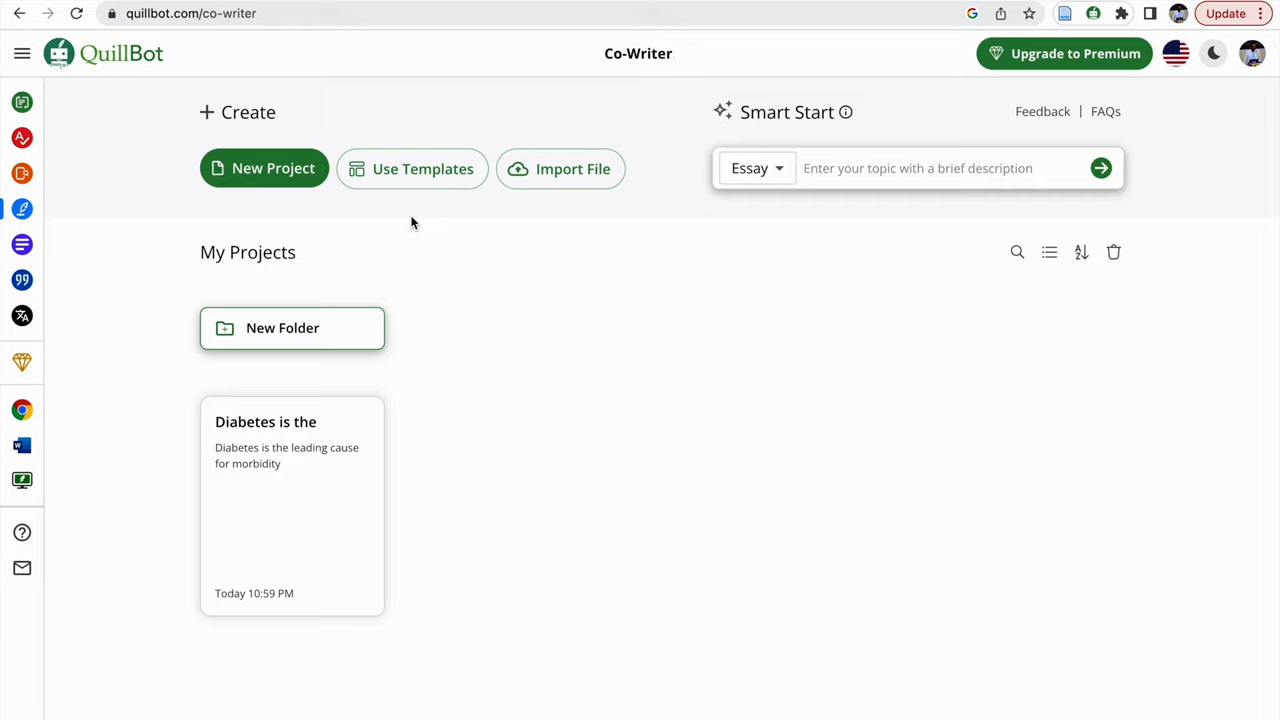 quillbot.com/co-writer
Update
QuillBot
Co-Writer
Upgrade to Premium
Create
Smart Start
Feedback | FAQs
New Project
Use Templates
Import File
Essay
Enter your topic with a brief description
My Projects
New Folder
Diabetes is the
Diabetes is the leading cause
for morbidity
Today 10:59 PM